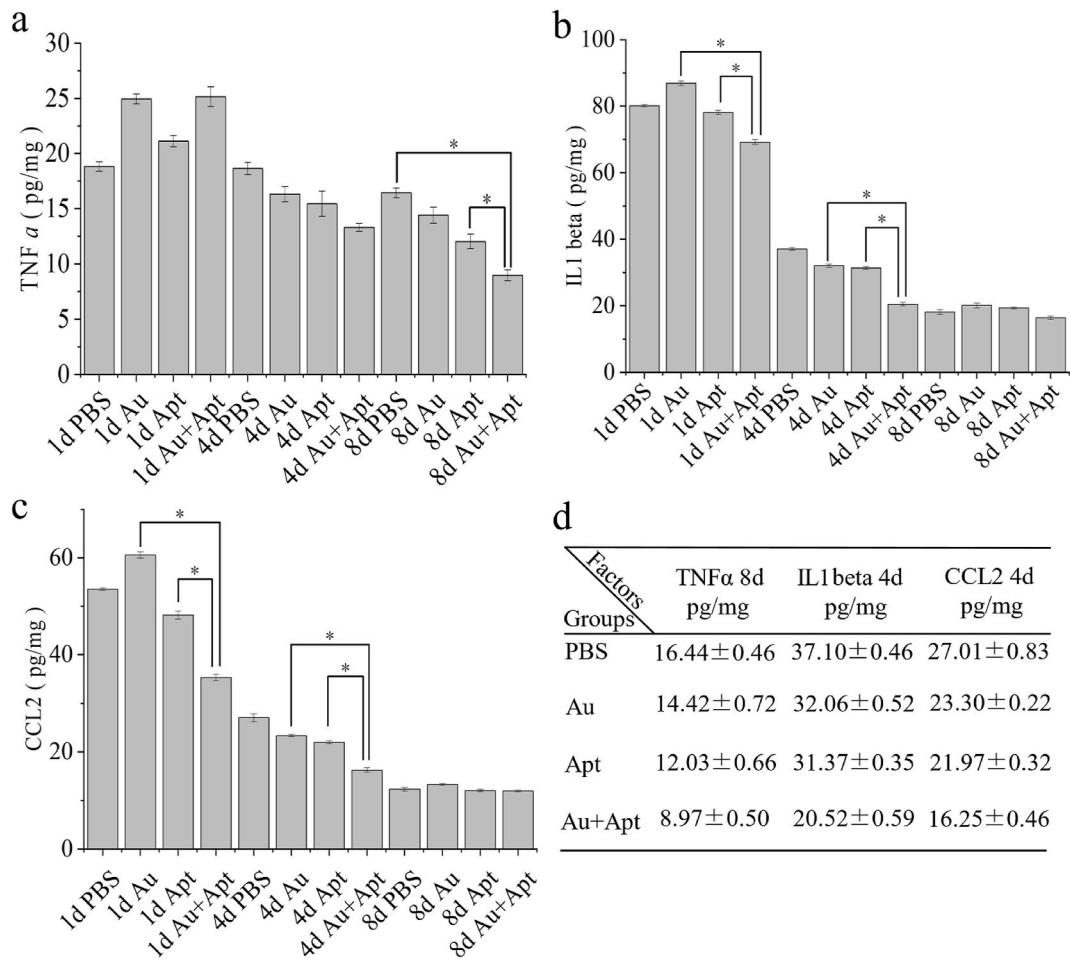 a
30
25
20
15
10
5
0
TNF a ( pg/mg )
*
*
1d PBS
1d Au
1d Apt
1d Au+Apt
4d PBS
4d Au
4d Apt
4d Au+Apt
8d PBS
8d Au
8d Apt
8d Au+Apt
b
100
80
60
40
20
0
IL1 beta ( pg/mg )
*
*
*
*
1d PBS
1d Au
1d Apt
1d Au+Apt
4d PBS
4d Au
4d Apt
4d Au+Apt
8d PBS
8d Au
8d Apt
8d Au+Apt
c
60
40
20
0
CCL2 ( pg/mg )
*
*
*
*
1d PBS
1d Au
1d Apt
1d Au+Apt
4d PBS
4d Au
4d Apt
4d Au+Apt
8d PBS
8d Au
8d Apt
8d Au+Apt
d
Factors
Groups
TNFα 8d
pg/mg
IL1beta 4d
pg/mg
CCL2 4d
pg/mg
PBS 16.44±0.46 37.10±0.46 27.01±0.83
Au 14.42±0.72 32.06±0.52 23.30±0.22
Apt 12.03±0.66 31.37±0.35 21.97±0.32
Au+Apt 8.97±0.50 20.52±0.59 16.25±0.46